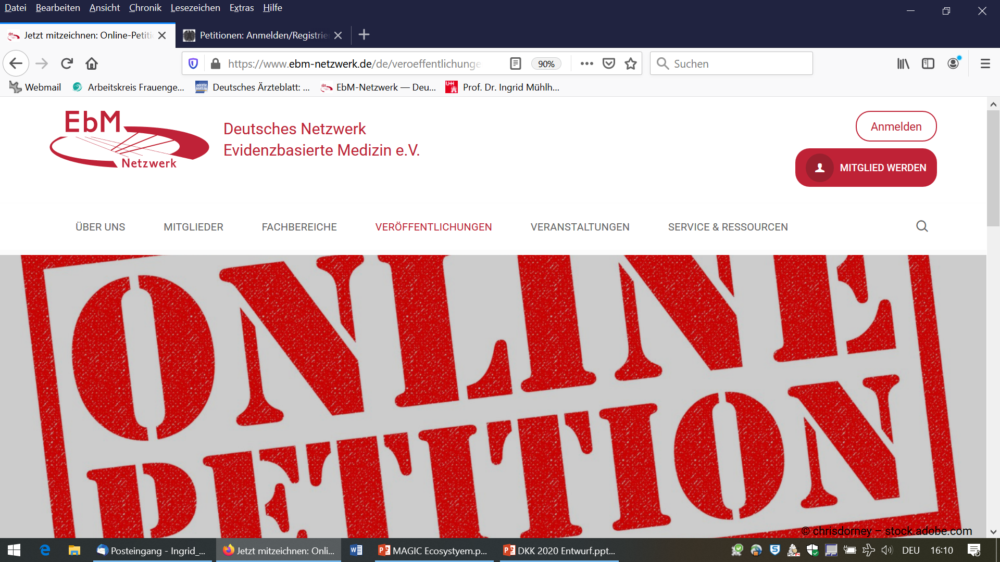 Datei Bearbeiten Ansicht Chronik Lesezeichen Extras Hilfe
Jetzt mitzeichnen: Online-Petiti Petitionen: Anmelden/Registrie
https://www.ebm-netzwerk.de/de/veroeffentlichunge 90% Suchen
Webmail Arbeitskreis Frauenge... Deutsches Ärzteblatt: ... EbM-Netzwerk — Deu... Prof. Dr. Ingrid Mühlh...
EbM
Netzwerk
Deutsches Netzwerk
Evidenzbasierte Medizin e.V.
Anmelden
MITGLIED WERDEN
ÜBER UNS MITGLIEDER FACHBEREICHE VERÖFFENTLICHUNGEN VERANSTALTUNGEN SERVICE & RESSOURCEN
ONLINE
PETITION
© chrisdorney – stock.adobe.com
Posteingang - Ingrid_... Jetzt mitzeichnen: Onli... MAGIC Ecosystyem.p... DKK 2020 Entwurf.ppt... DEU 16:10